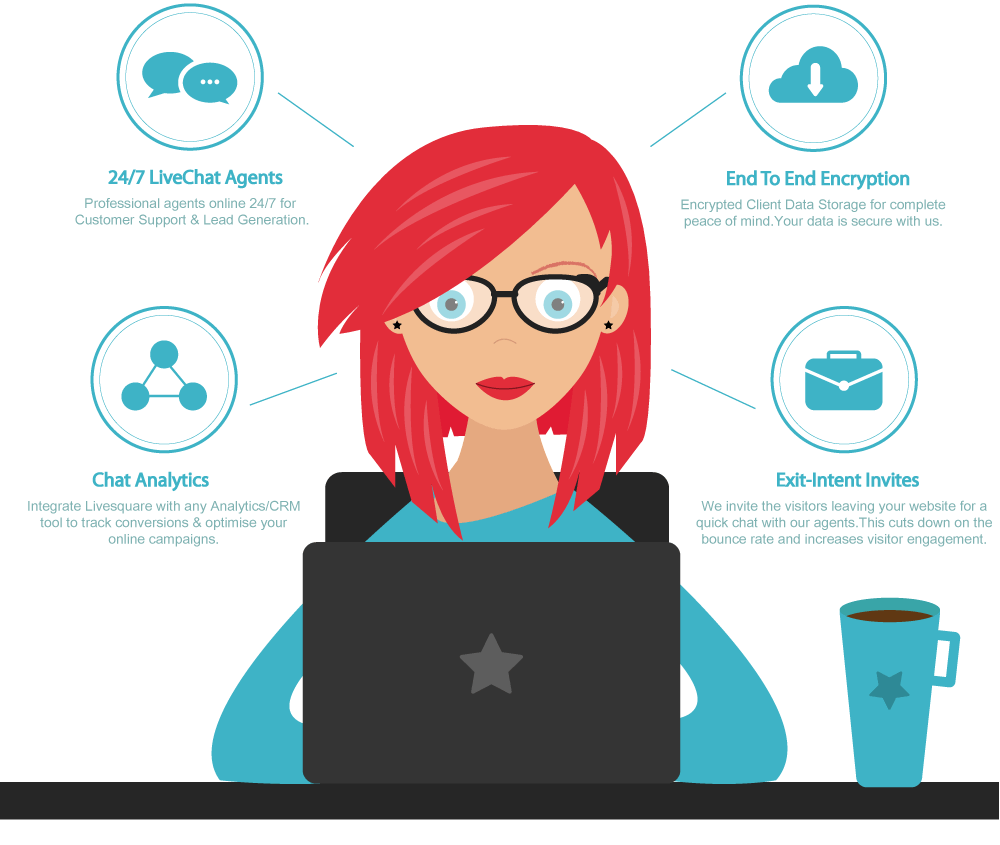 24/7 LiveChat Agents
Professional agents online 24/7 for
Customer Support & Lead Generation.
End To End Encryption
Encrypted Client Data Storage for complete
peace of mind.Your data is secure with us.
Chat Analytics
Integrate Livesquare with any Analytics/CRM
tool to track conversions & optimise your
online campaigns.
Exit-Intent Invites
We invite the visitors leaving your website for a
quick chat with our agents.This cuts down on the
bounce rate and increases visitor engagement.